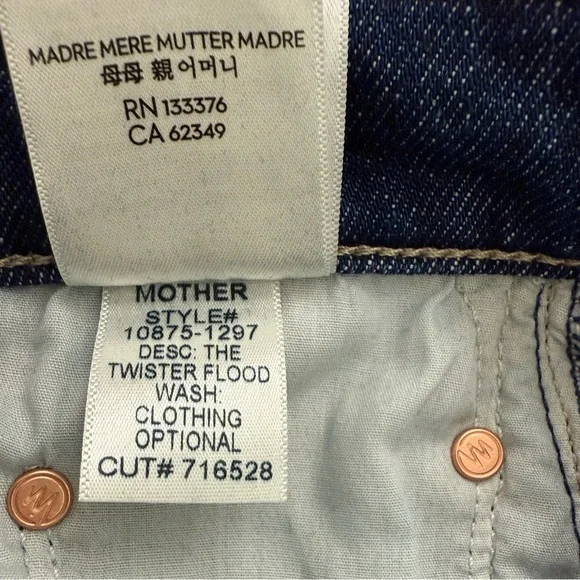 MADRE MERE MUTTER MADRE
母母 親 어머니
RN 133376
CA 62349
MOTHER
STYLE#
10875-1297
DESC: THE
TWISTER FLOOD
WASH:
CLOTHING
OPTIONAL
CUT# 716528